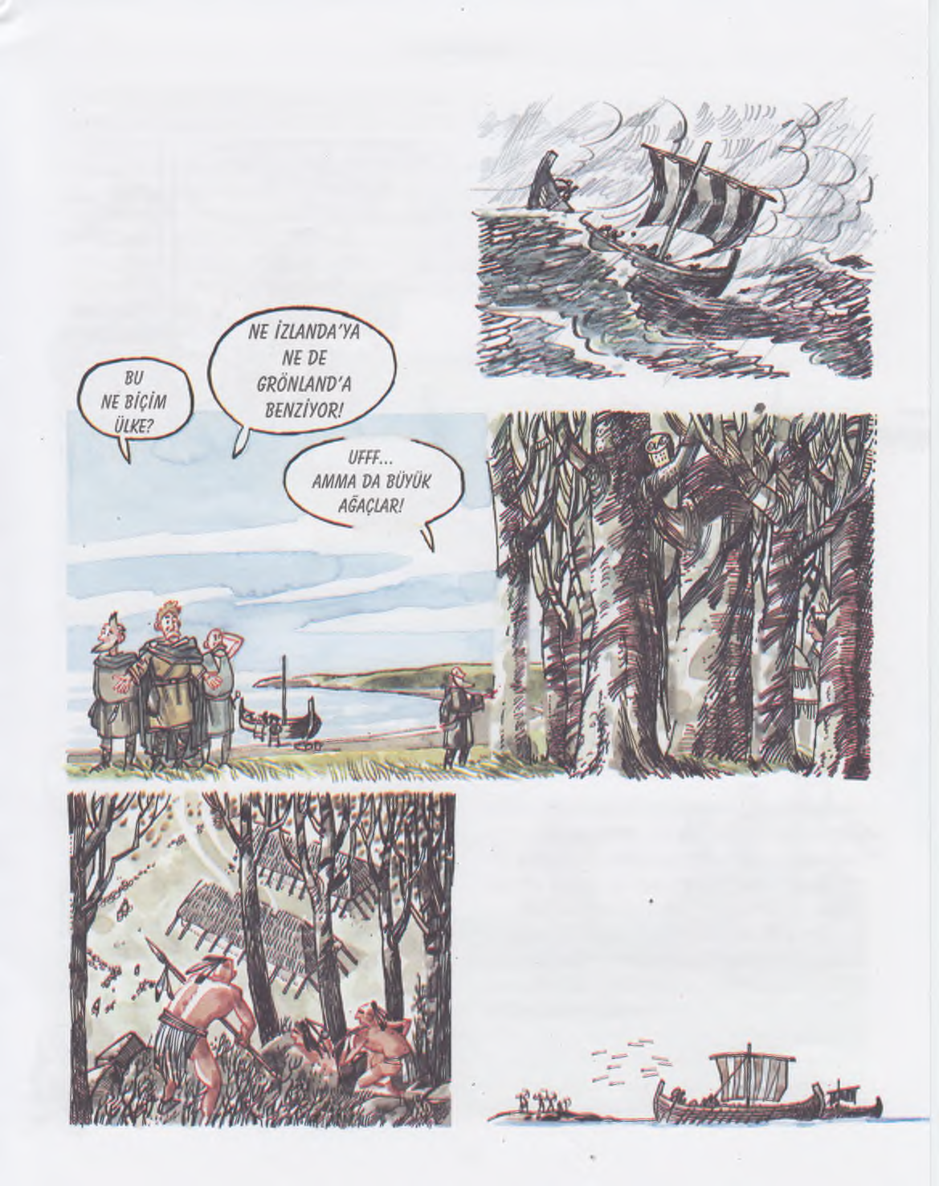 BU
NE BİÇİM
ÜLKE?
NE İZLANDA'YA
NE DE
GRÖNLAND'A
BENZİYOR!
UFFF...
AMMA DA BÜYÜK
AĞAÇLAR!